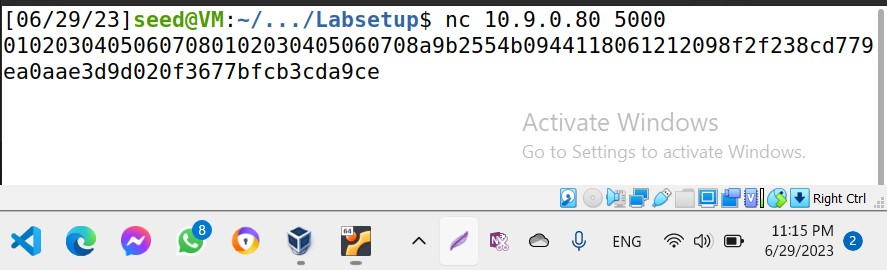 [06/29/23]seed@VM:~/.../Labsetup$ nc 10.9.0.80 5000
01020304050607080102030405060708a9b2554b0944118061212098f2f238cd779
ea0aae3d9d020f3677bfcb3cda9ce
Activate Windows
Go to Settings to activate Windows.
Right Ctrl
8
64
N
ENG
11:15 PM
6/29/2023
2